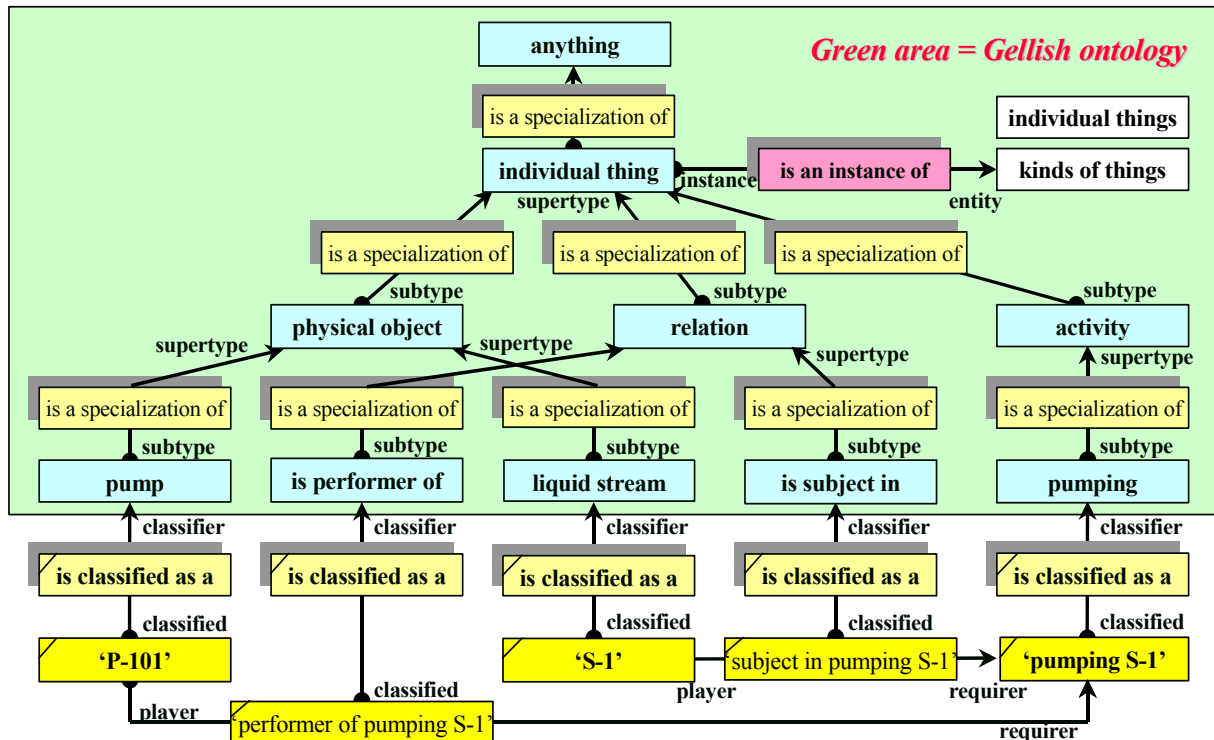 anything
Green area = Gellish ontology
is a specialization of
individual things
individual thing
instance
is an instance of
kinds of things
supertype
entity
is a specialization of
is a specialization of
is a specialization of
subtype
subtype
subtype
physical object
relation
activity
supertype
supertype
supertype
supertype
is a specialization of
is a specialization of
is a specialization of
is a specialization of
is a specialization of
subtype
subtype
subtype
subtype
subtype
pump
is performer of
liquid stream
is subject in
pumping
classifier
classifier
classifier
classifier
classifier
is classified as a
is classified as a
is classified as a
is classified as a
is classified as a
classified
classified
classified
classified
‘P-101’
‘S-1’
‘subject in pumping S-1’
‘pumping S-1’
classified
player
requirer
player
‘performer of pumping S-1’
requirer